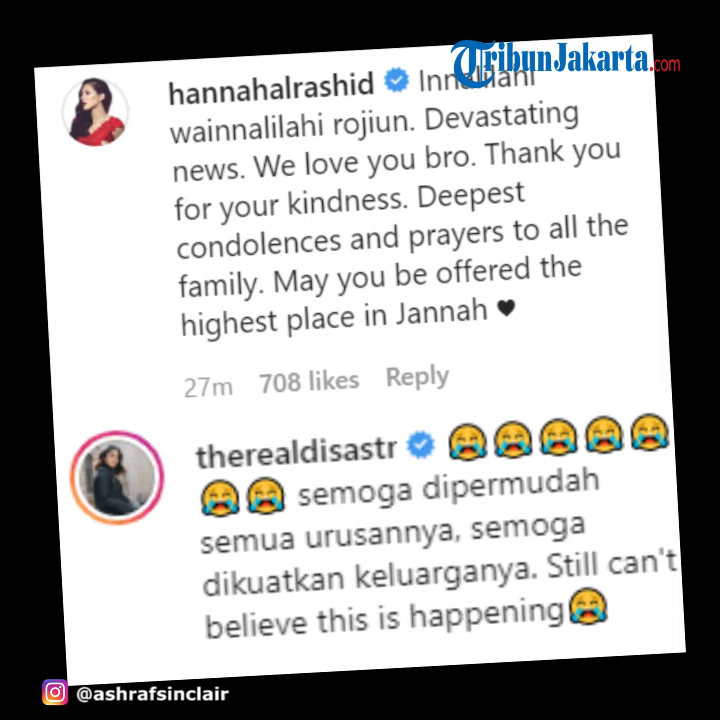 TribunJakarta.com
hannahalrashid Innalilahi
wainnalilahi rojiun. Devastating
news. We love you bro. Thank you
for your kindness. Deepest
condolences and prayers to all the
family. May you be offered the
highest place in Jannah 🖤
27m 708 likes Reply
therealdisastr 😭😭😭😭😭
😭😭 semoga dipermudah
semua urusannya, semoga
dikuatkan keluarganya. Still can't
believe this is happening😭
@ashrafsinclair